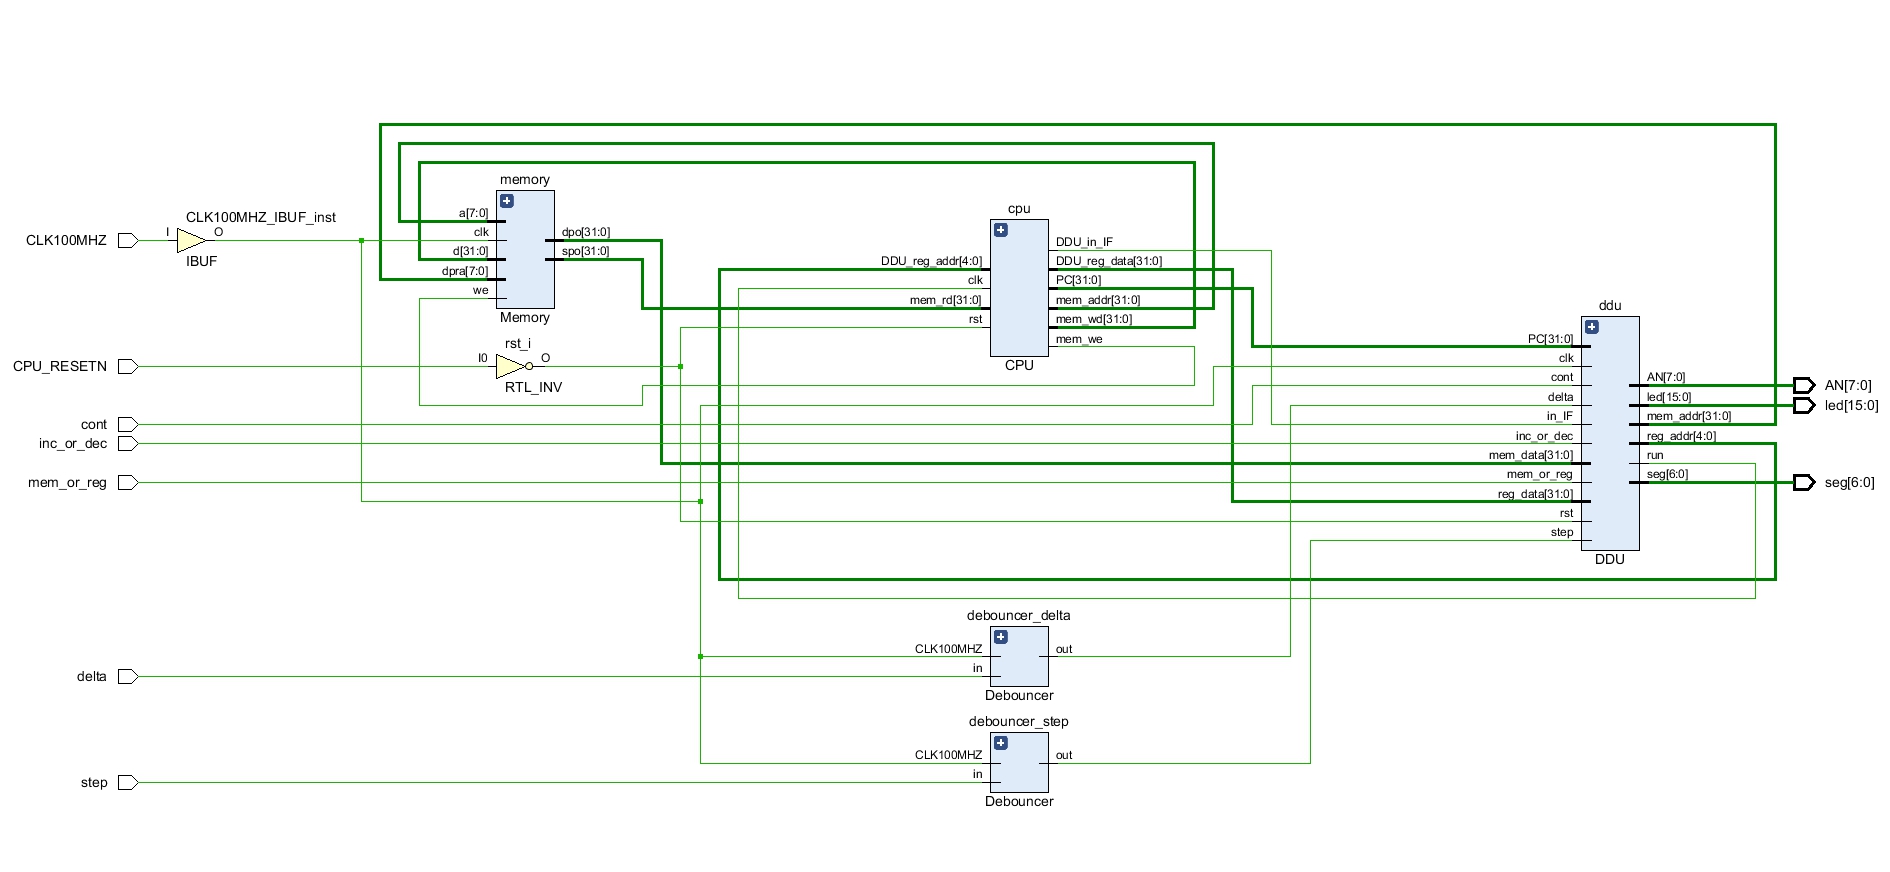 memory
a[7:0]
clk
d[31:0]
dpra[7:0]
we
dpo[31:0]
spo[31:0]
Memory
CLK100MHZ
I
CLK100MHZ_IBUF_inst
O
IBUF
CPU_RESETN
rst_i
I0
O
RTL_INV
cont
inc_or_dec
mem_or_reg
delta
step
cpu
DDU_reg_addr[4:0]
clk
mem_rd[31:0]
rst
DDU_in_IF
DDU_reg_data[31:0]
PC[31:0]
mem_addr[31:0]
mem_wd[31:0]
mem_we
CPU
ddu
PC[31:0]
clk
cont
delta
in_IF
inc_or_dec
mem_data[31:0]
mem_or_reg
reg_data[31:0]
rst
step
AN[7:0]
led[15:0]
mem_addr[31:0]
reg_addr[4:0]
run
seg[6:0]
DDU
AN[7:0]
led[15:0]
seg[6:0]
debouncer_delta
CLK100MHZ
in
out
Debouncer
debouncer_step
CLK100MHZ
in
out
Debouncer